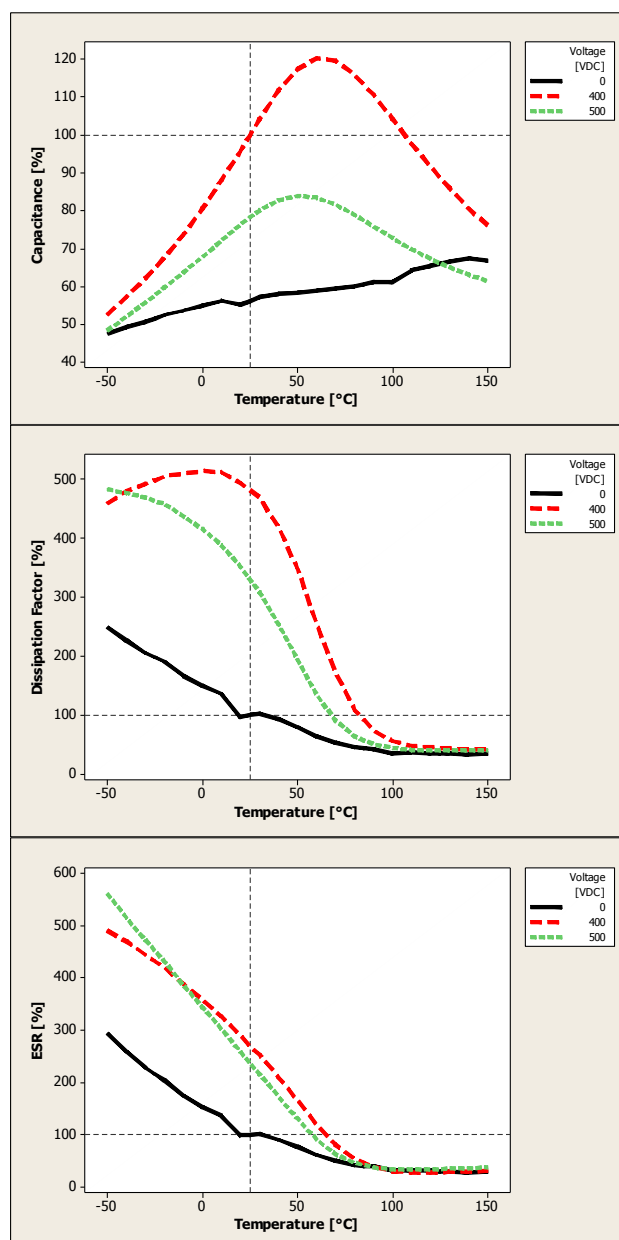 120
110
100
90
80
70
60
50
40
Capacitance [%]
-50 0 50 100 150
Temperature [°C]
Voltage
[VDC]
0
400
500
500
400
300
200
100
0
Dissipation Factor [%]
-50 0 50 100 150
Temperature [°C]
Voltage
[VDC]
0
400
500
600
500
400
300
200
100
0
ESR [%]
-50 0 50 100 150
Temperature [°C]
Voltage
[VDC]
0
400
500